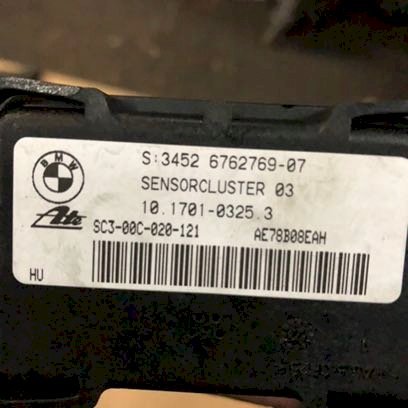 BMW
S:3452 6762769-07
SENSORCLUSTER 03
10.1701-0325.3
Ate
SC3-00C-020-121 AE78B08EAH
HU